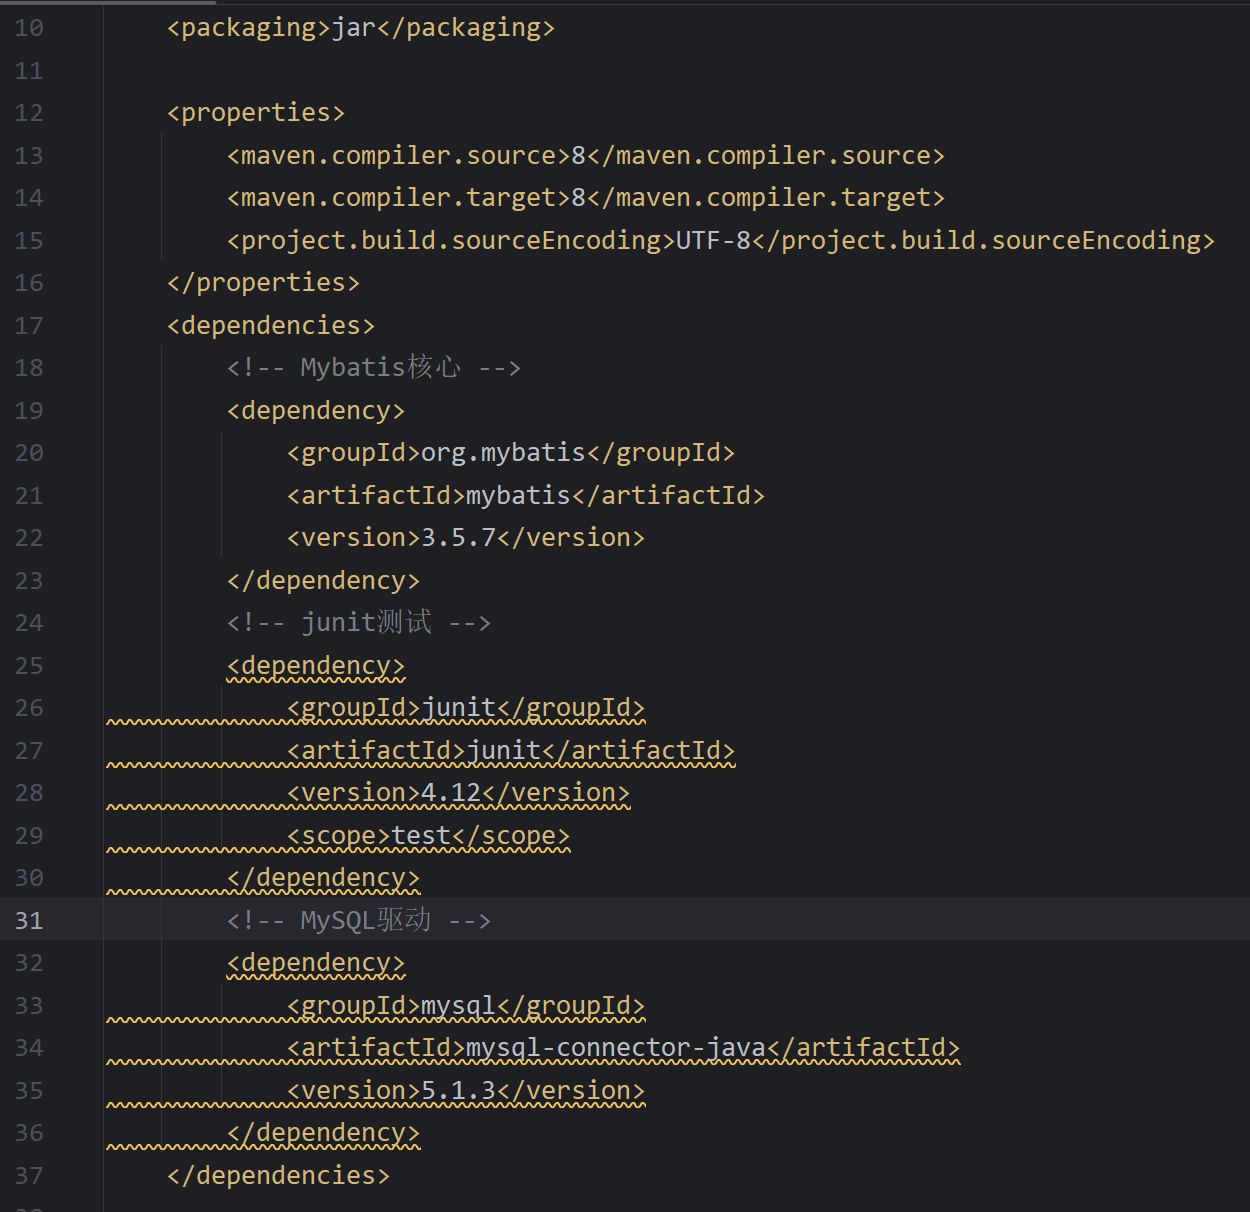 10 <packaging>jar</packaging>
11
12 <properties>
13 <maven.compiler.source>8</maven.compiler.source>
14 <maven.compiler.target>8</maven.compiler.target>
15 <project.build.sourceEncoding>UTF-8</project.build.sourceEncoding>
16 </properties>
17 <dependencies>
18 <!-- Mybatis核心 -->
19 <dependency>
20 <groupId>org.mybatis</groupId>
21 <artifactId>mybatis</artifactId>
22 <version>3.5.7</version>
23 </dependency>
24 <!-- junit测试 -->
25 <dependency>
26 <groupId>junit</groupId>
27 <artifactId>junit</artifactId>
28 <version>4.12</version>
29 <scope>test</scope>
30 </dependency>
31 <!-- MySQL驱动 -->
32 <dependency>
33 <groupId>mysql</groupId>
34 <artifactId>mysql-connector-java</artifactId>
35 <version>5.1.3</version>
36 </dependency>
37 </dependencies>